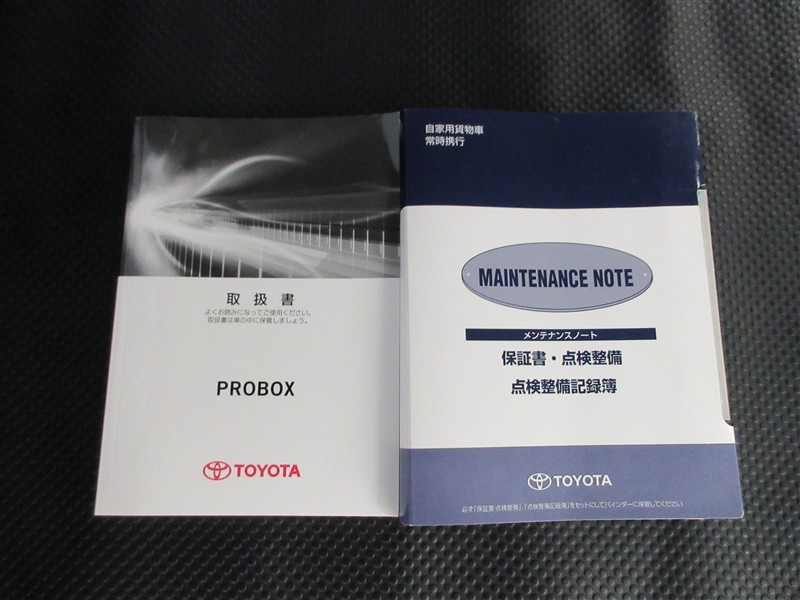 取扱書
よくお読みになってご使用ください。
取扱書は車の中に保管しましょう。
PROBOX
TOYOTA
自家用貨物車
常時携行
MAINTENANCE NOTE
メンテナンスノート
保証書・点検整備
点検整備記録簿
TOYOTA
必ず「保証書・点検整備」、「点検整備記録簿」をセットにしてバインダーに保管してください